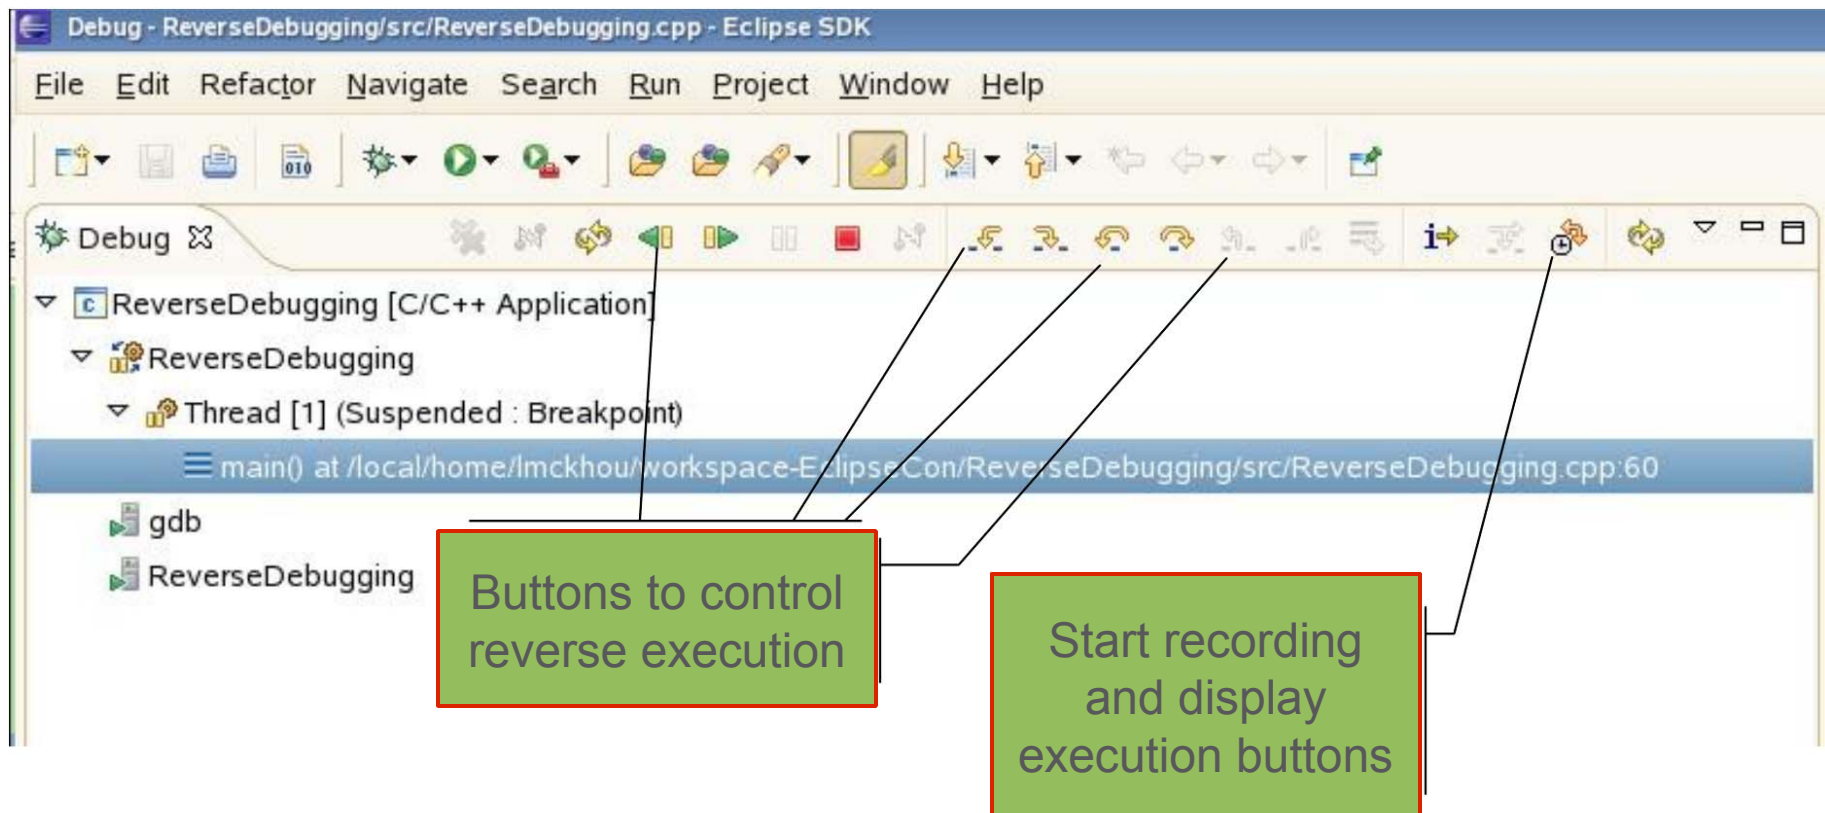 Debug - ReverseDebugging/src/ReverseDebugging.cpp - Eclipse SDK
File Edit Refactor Navigate Search Run Project Window Help
010
Debug
i
ReverseDebugging [C/C++ Application]
c
ReverseDebugging
Thread [1] (Suspended : Breakpoint)
main() at /local/home/lmckhou/workspace-EclipseCon/ReverseDebugging/src/ReverseDebugging.cpp:60
gdb
ReverseDebugging
Buttons to control
reverse execution
Start recording
and display
execution buttons